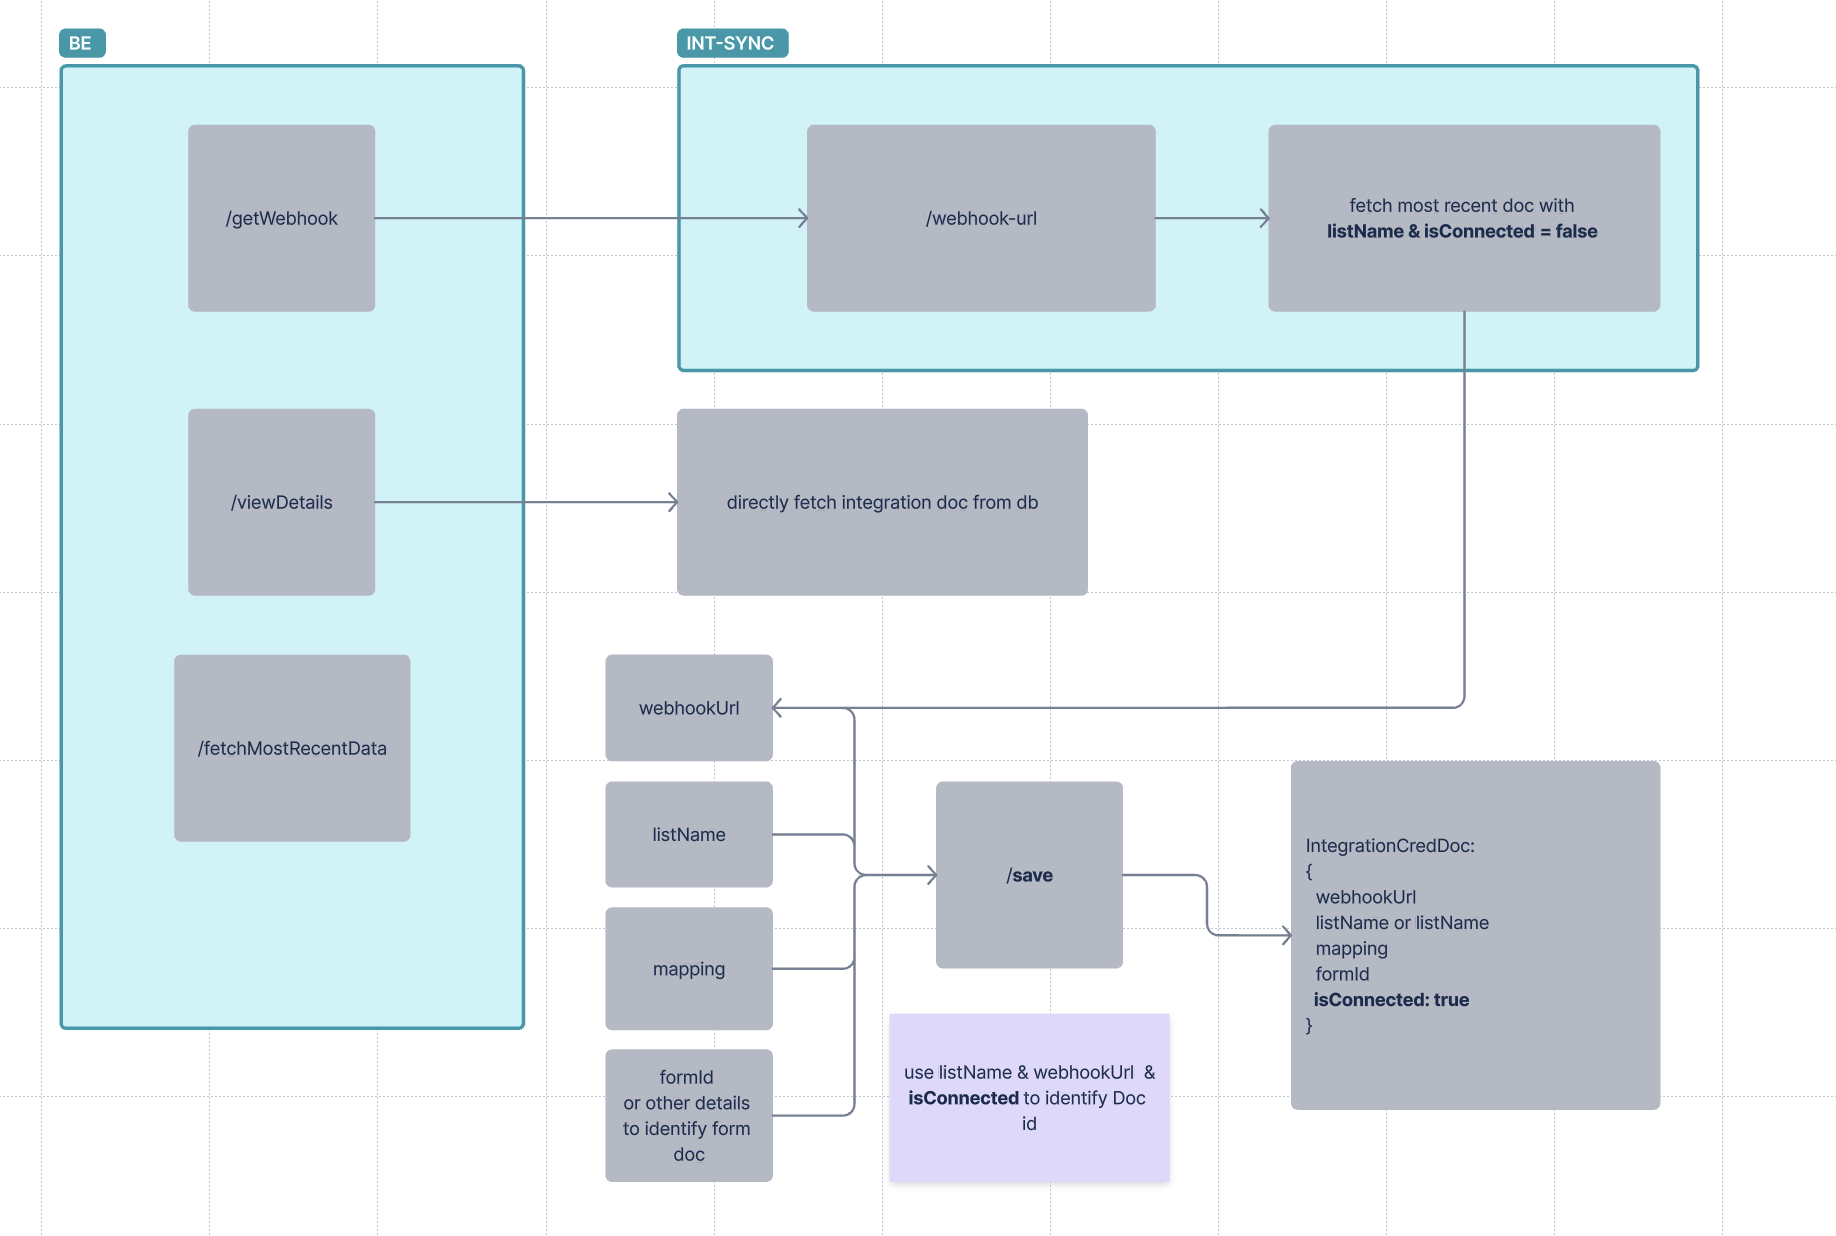 BE
INT-SYNC
/getWebhook
/webhook-url
fetch most recent doc with
listName & isConnected = false
/viewDetails
directly fetch integration doc from db
/fetchMostRecentData
webhookUrl
listName
mapping
formId
or other details
to identify form
doc
/save
use listName & webhookUrl &
isConnected to identify Doc
id
IntegrationCredDoc:
{
webhookUrl
listName or listName
mapping
formId
isConnected: true
}